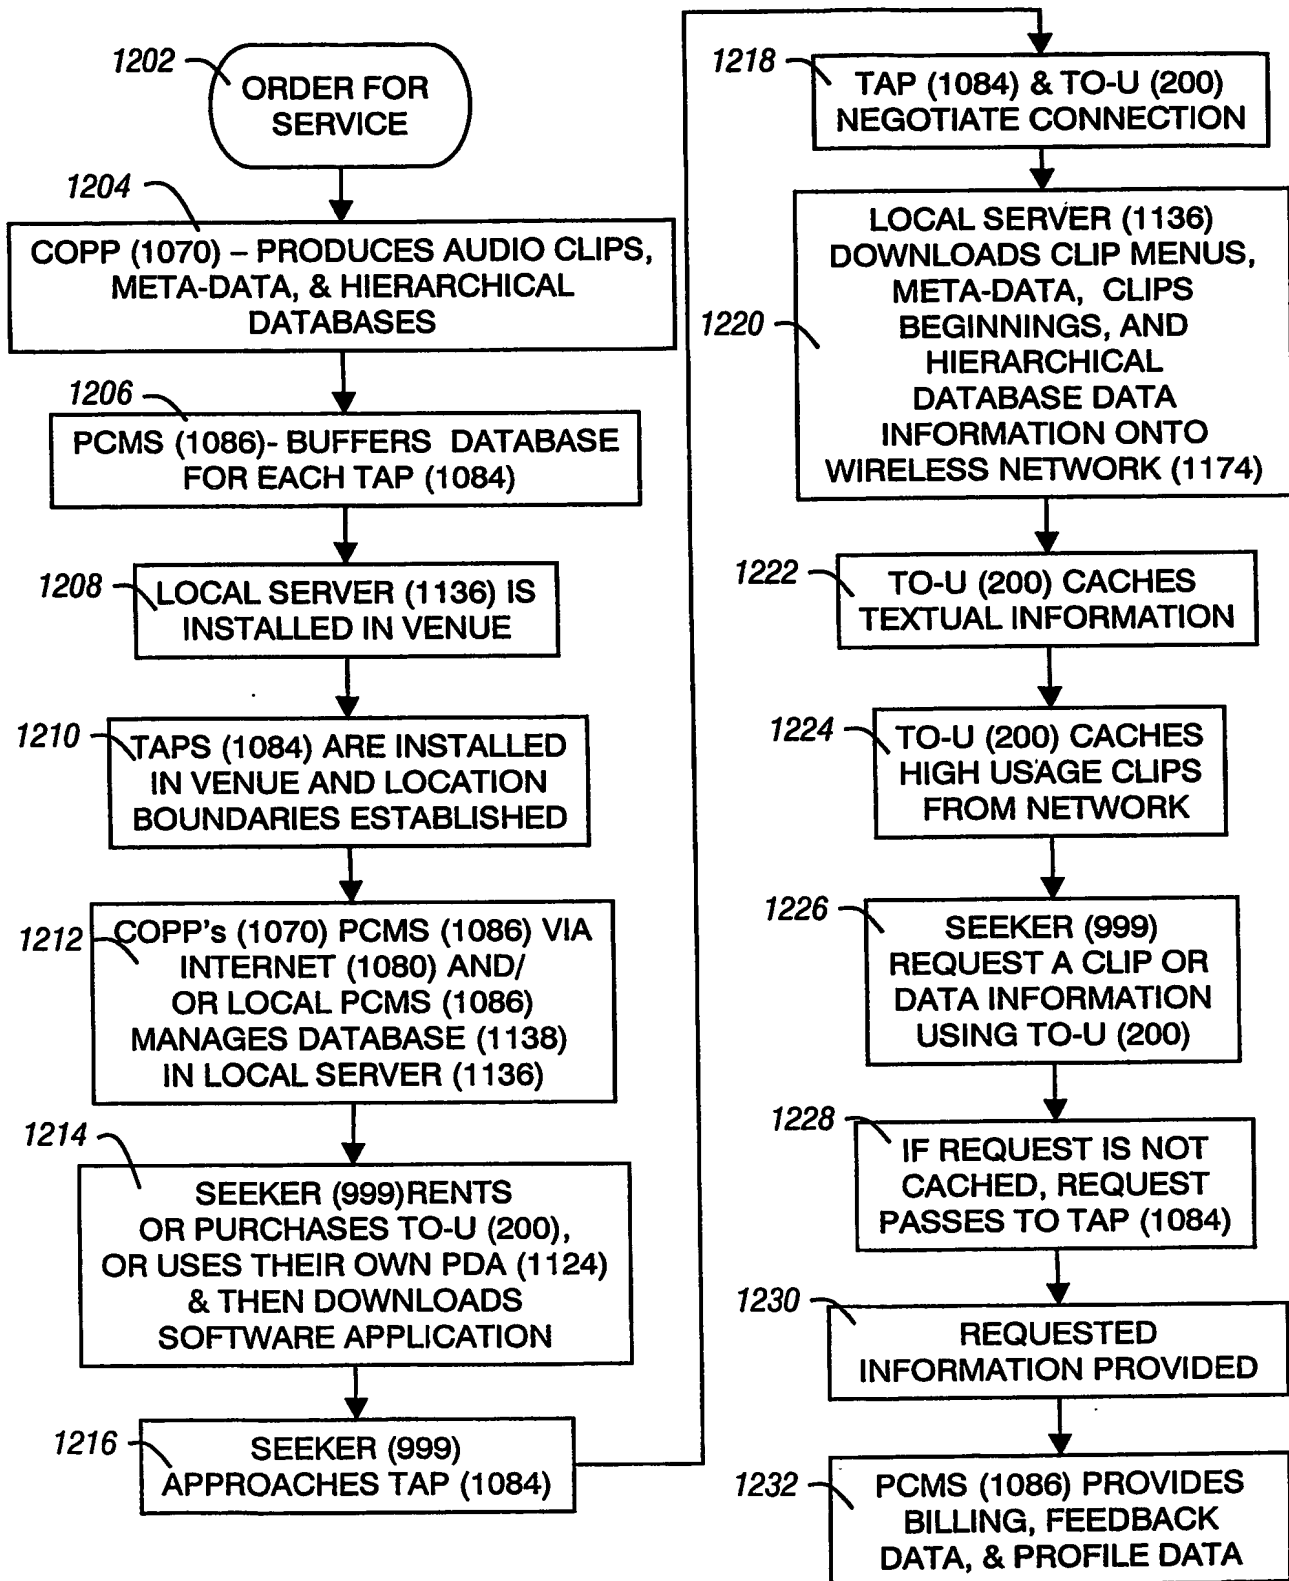 1202
ORDER FOR
SERVICE
1204
COPP (1070) – PRODUCES AUDIO CLIPS,
META-DATA, & HIERARCHICAL
DATABASES
1206
PCMS (1086)- BUFFERS DATABASE
FOR EACH TAP (1084)
1208
LOCAL SERVER (1136) IS
INSTALLED IN VENUE
1210
TAPS (1084) ARE INSTALLED
IN VENUE AND LOCATION
BOUNDARIES ESTABLISHED
1212
COPP's (1070) PCMS (1086) VIA
INTERNET (1080) AND/
OR LOCAL PCMS (1086)
MANAGES DATABASE (1138)
IN LOCAL SERVER (1136)
1214
SEEKER (999)RENTS
OR PURCHASES TO-U (200),
OR USES THEIR OWN PDA (1124)
& THEN DOWNLOADS
SOFTWARE APPLICATION
1216
SEEKER (999)
APPROACHES TAP (1084)
1218
TAP (1084) & TO-U (200)
NEGOTIATE CONNECTION
1220
LOCAL SERVER (1136)
DOWNLOADS CLIP MENUS,
META-DATA, CLIPS
BEGINNINGS, AND
HIERARCHICAL
DATABASE DATA
INFORMATION ONTO
WIRELESS NETWORK (1174)
1222
TO-U (200) CACHES
TEXTUAL INFORMATION
1224
TO-U (200) CACHES
HIGH USAGE CLIPS
FROM NETWORK
1226
SEEKER (999)
REQUEST A CLIP OR
DATA INFORMATION
USING TO-U (200)
1228
IF REQUEST IS NOT
CACHED, REQUEST
PASSES TO TAP (1084)
1230
REQUESTED
INFORMATION PROVIDED
1232
PCMS (1086) PROVIDES
BILLING, FEEDBACK
DATA, & PROFILE DATA